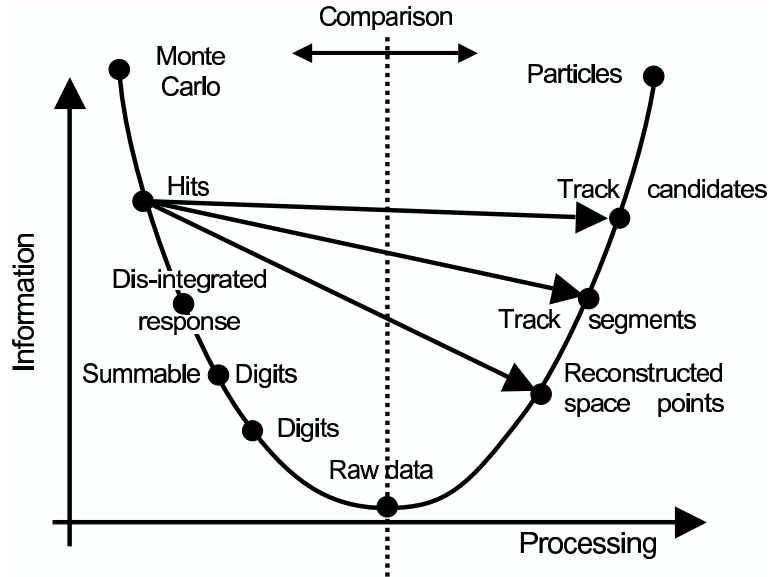 Comparison
Monte
Carlo
Particles
Hits
Track candidates
Dis-integrated
response
Track segments
Summable Digits
Reconstructed
space points
Digits
Raw data
Information
Processing